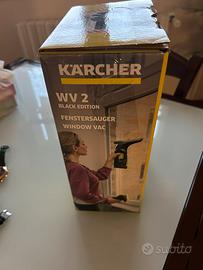 KÄRCHER
WV 2
BLACK EDITION
FENSTERSAUGER
WINDOW VAC
subito